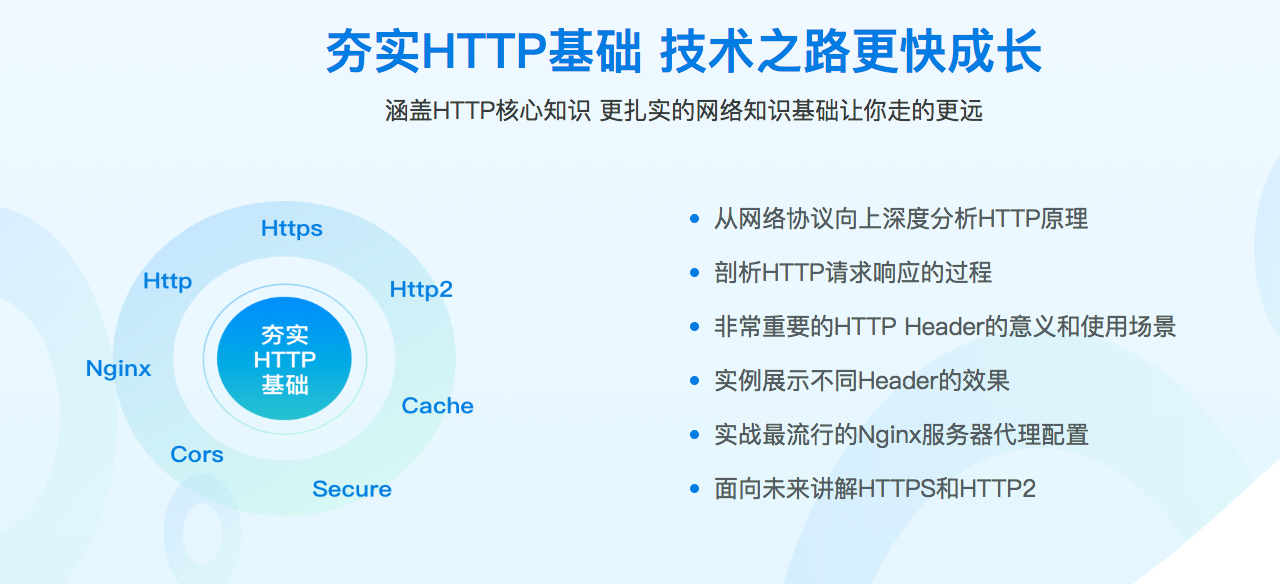 夯实HTTP基础 技术之路更快成长
涵盖HTTP核心知识 更扎实的网络知识基础让你走的更远
Https
Http
Http2
夯实
HTTP
基础
Nginx
Cache
Cors
Secure
从网络协议向上深度分析HTTP原理
剖析HTTP请求响应的过程
非常重要的HTTP Header的意义和使用场景
实例展示不同Header的效果
实战最流行的Nginx服务器代理配置
面向未来讲解HTTPS和HTTP2